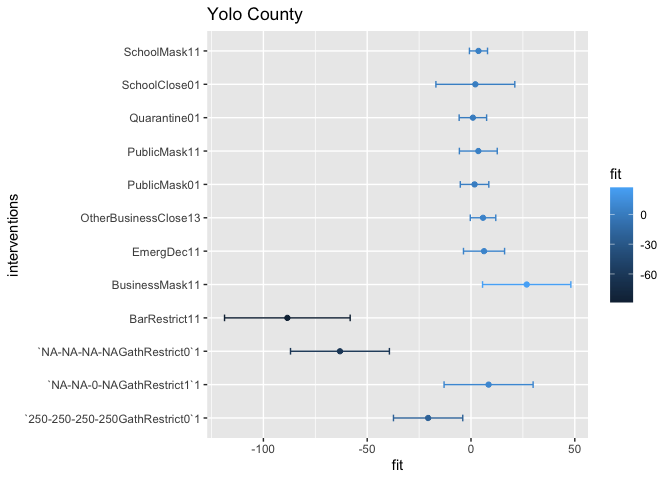 Yolo County
interventions
SchoolMask11
SchoolClose01
Quarantine01
PublicMask11
PublicMask01
OtherBusinessClose13
EmergDec11
BusinessMask11
BarRestrict11
`NA-NA-NA-NAGathRestrict0`1
`NA-NA-0-NAGathRestrict1`1
`250-250-250-250GathRestrict0`1
-100 -50 0 50
fit
fit
0
-30
-60